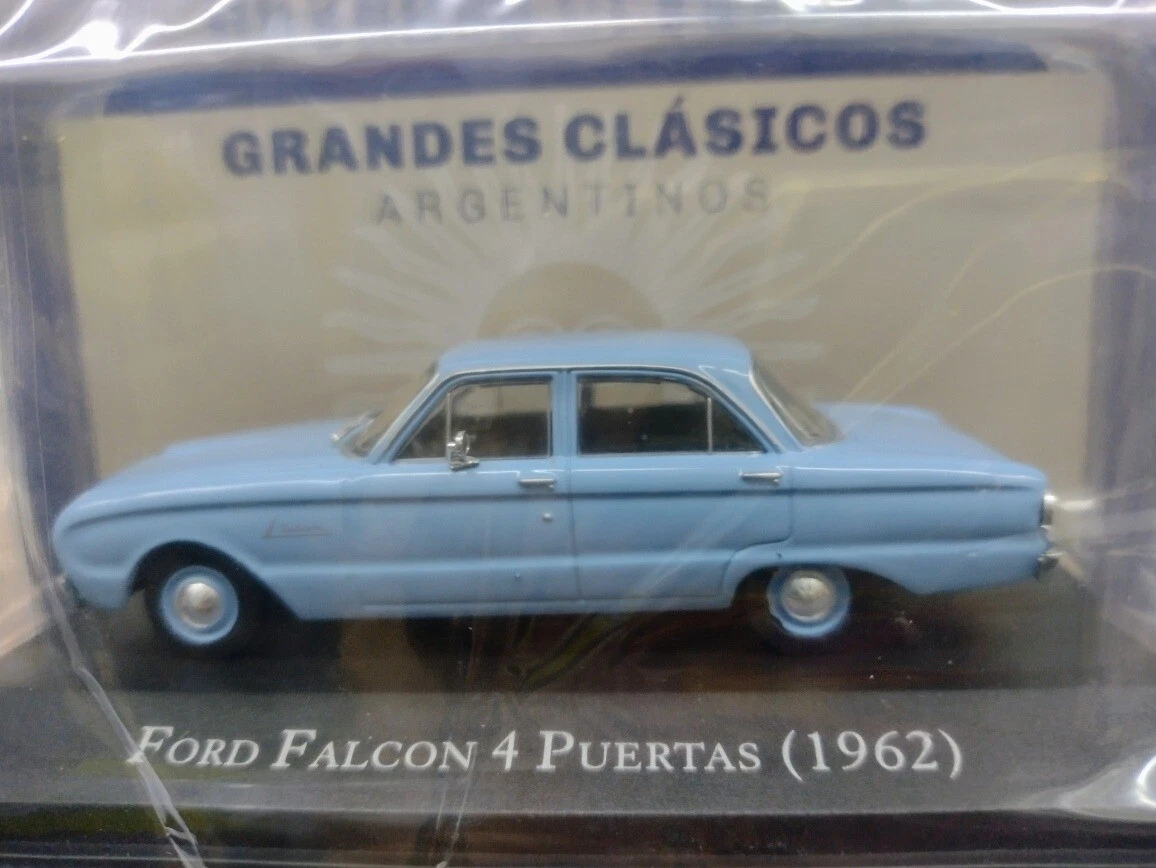 GRANDES CLÁSICOS
ARGENTINOS
FORD FALCON 4 PUERTAS (1962)